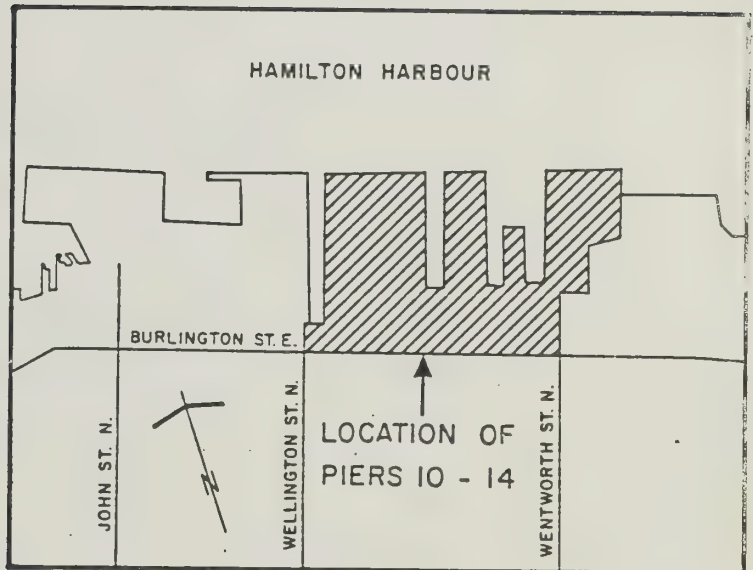 HAMILTON HARBOUR
BURLINGTON ST. E.
JOHN ST. N.
WELLINGTON ST. N.
LOCATION OF
PIERS 10 - 14
WENTWORTH ST. N.
N